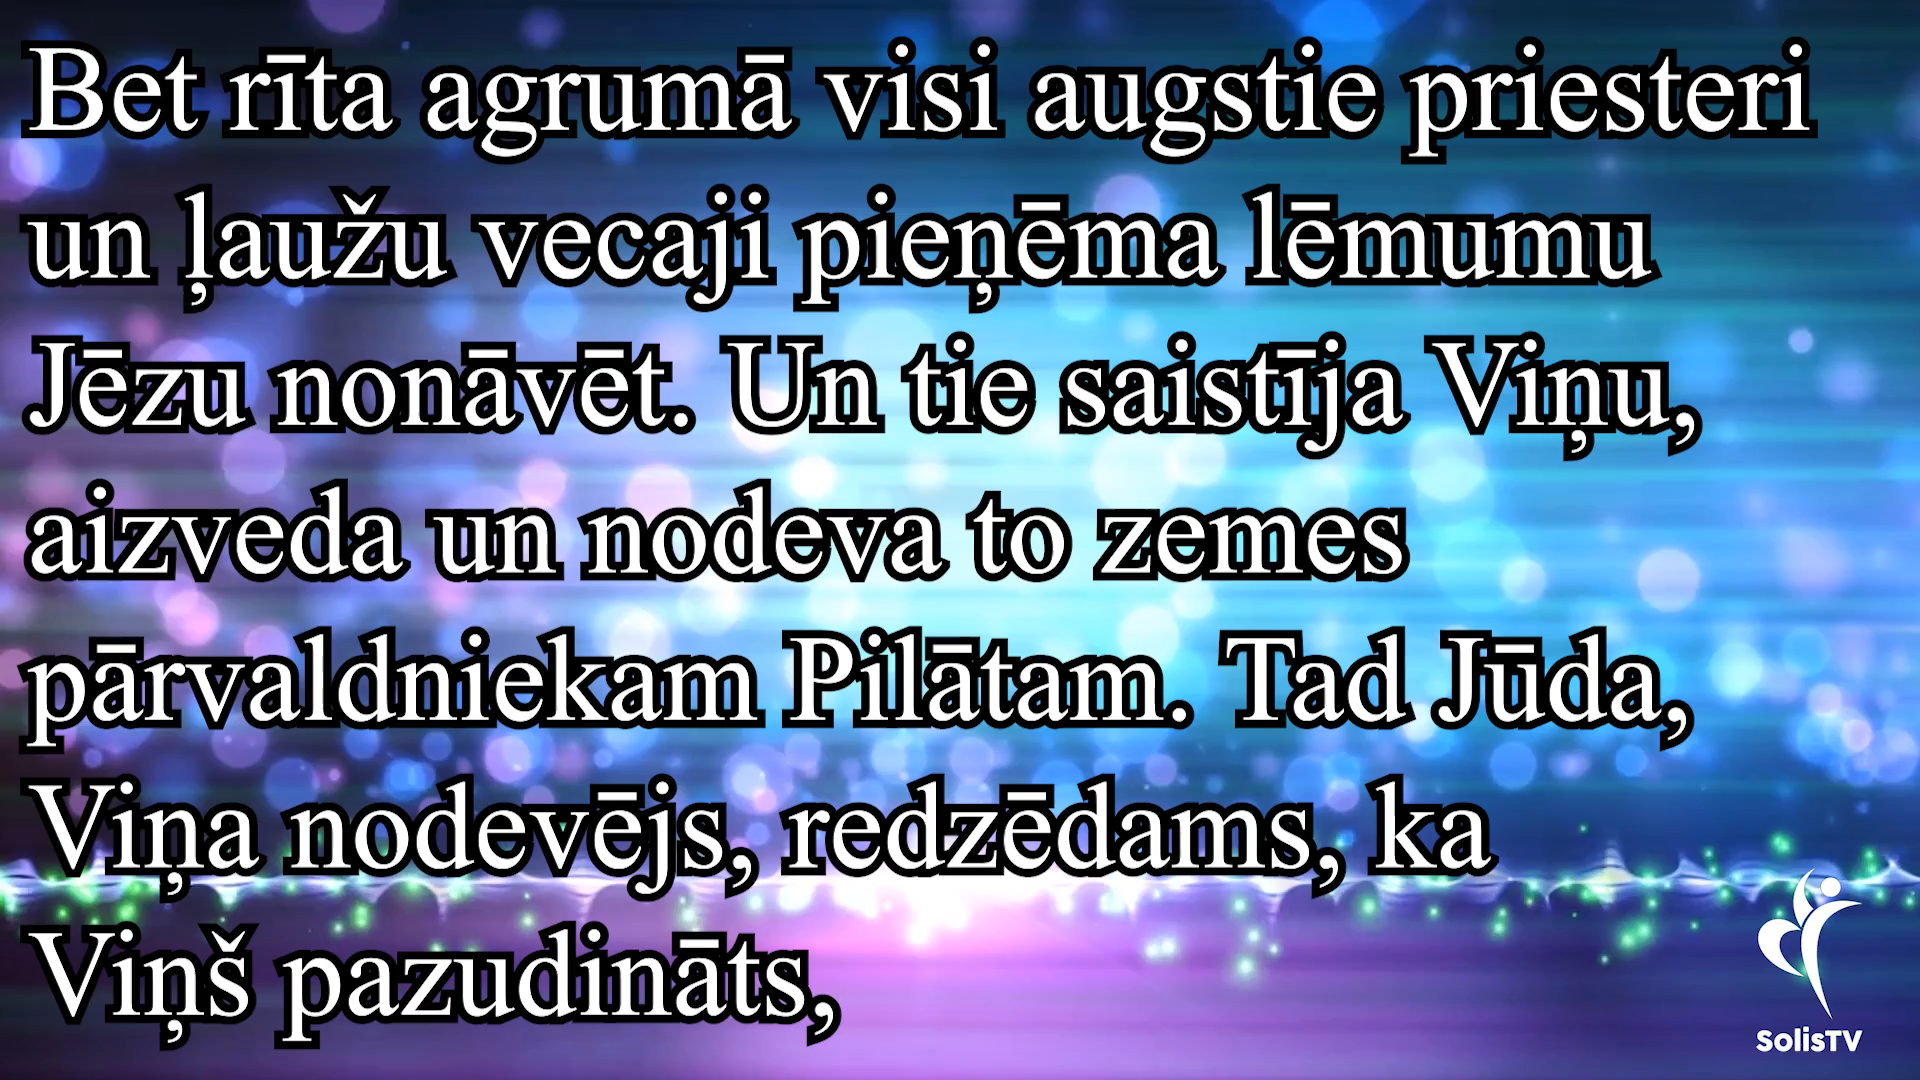 Bet rīta agrumā visi augstie priesteri
un ļaužu vecaji pieņēma lēmumu
Jēzu nonāvēt. Un tie saistīja Viņu,
aizveda un nodeva to zemes
pārvaldniekam Pilātam. Tad Jūda,
Viņa nodevējs, redzēdams, ka
Viņš pazudināts,
SolisTV